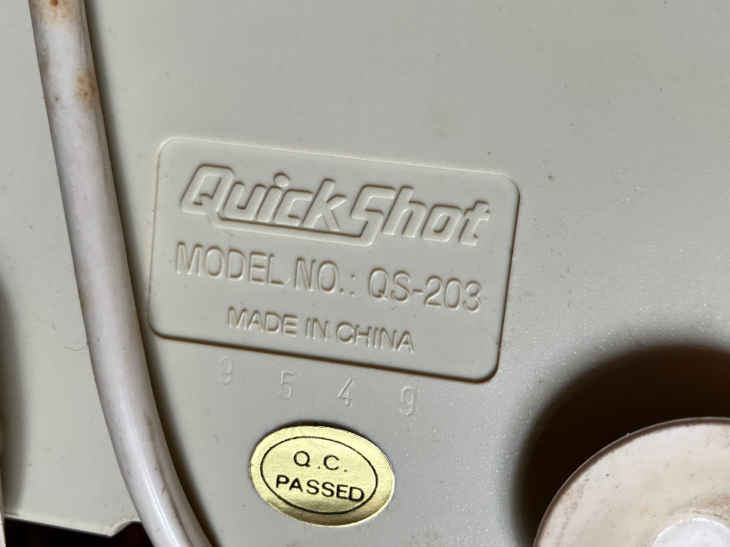 QuickShot
MODEL NO.: QS-203
MADE IN CHINA
9 5 4 9
Q.C.
PASSED